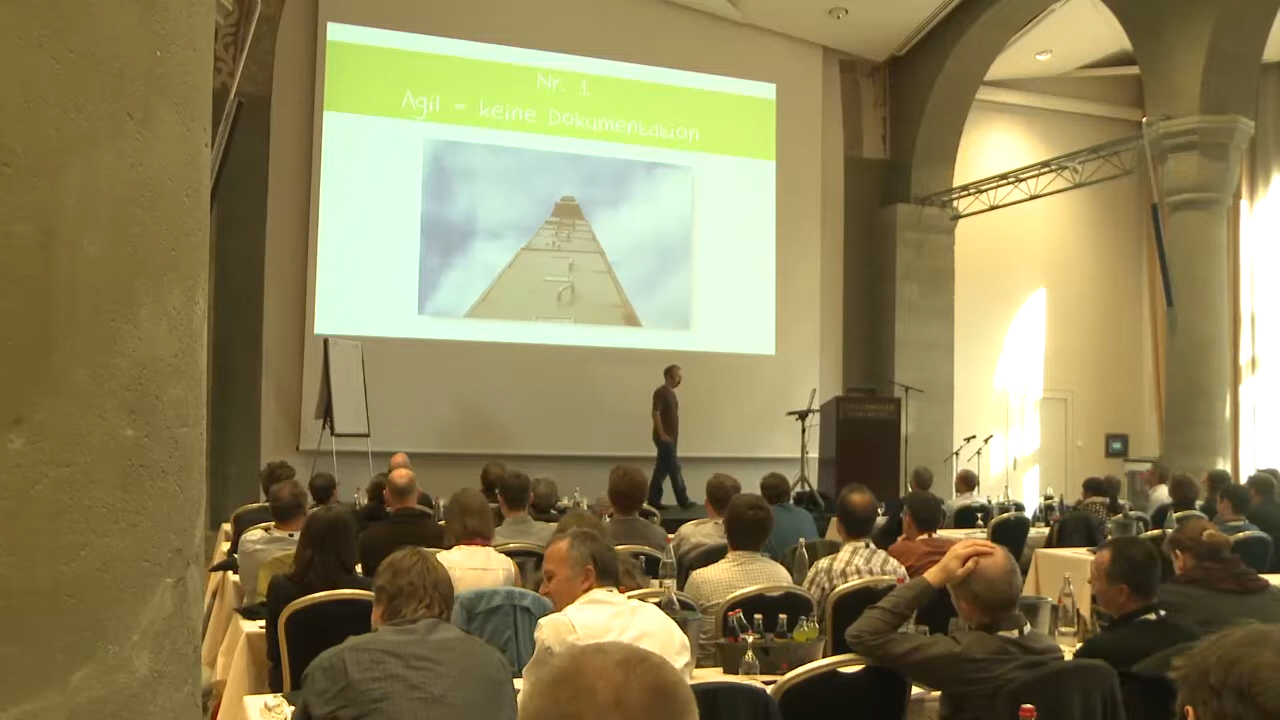 Nr. 1
Agil = keine Dokumentation